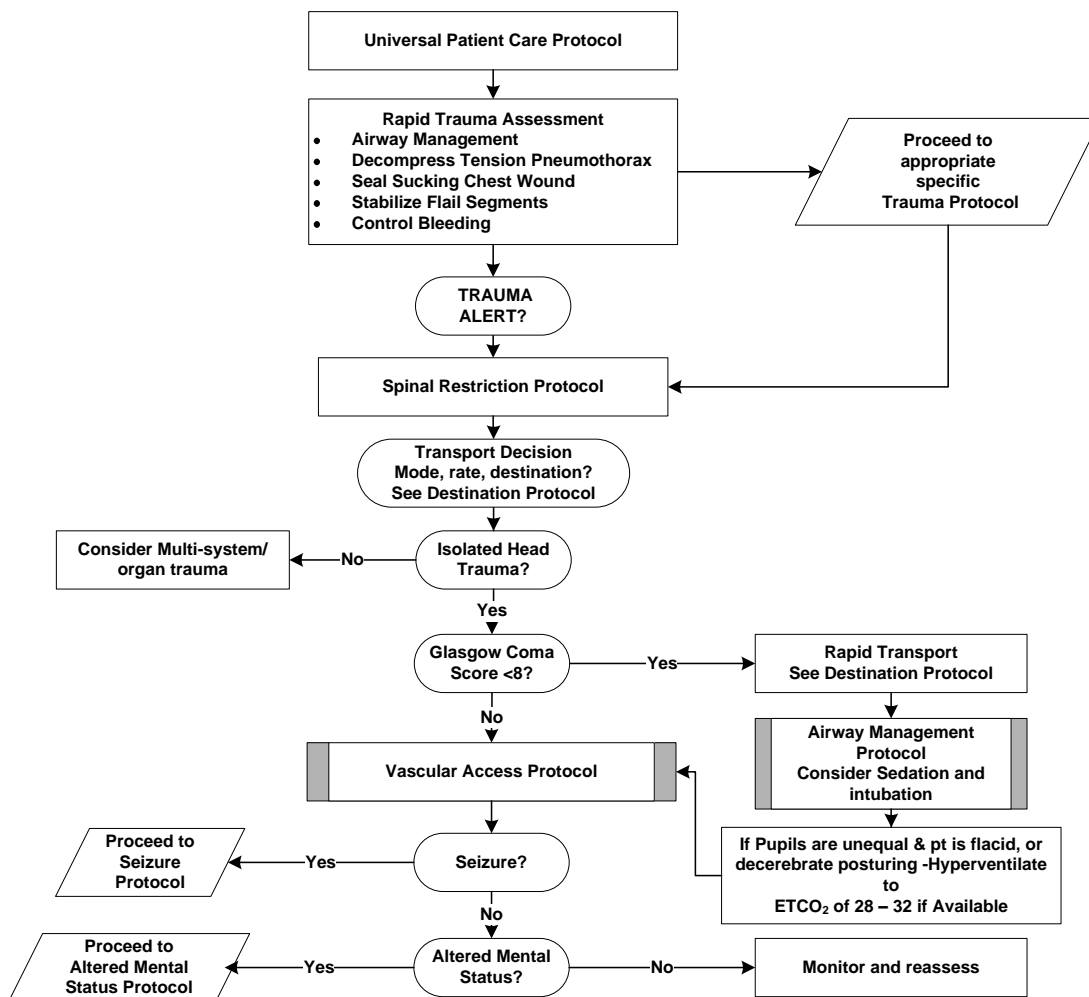 Universal Patient Care Protocol
Rapid Trauma Assessment
• Airway Management
• Decompress Tension Pneumothorax
• Seal Sucking Chest Wound
• Stabilize Flail Segments
• Control Bleeding
Proceed to
appropriate
specific
Trauma Protocol
TRAUMA
ALERT?
Spinal Restriction Protocol
Transport Decision
Mode, rate, destination?
See Destination Protocol
Consider Multi-system/
organ trauma
No
Isolated Head
Trauma?
Yes
Glasgow Coma
Score <8?
Yes
Rapid Transport
See Destination Protocol
No
Airway Management
Protocol
Consider Sedation and
intubation
Vascular Access Protocol
If Pupils are unequal & pt is flacid, or
decerebrate posturing -Hyperventilate
to
ETCO₂ of 28 – 32 if Available
Proceed to
Seizure
Protocol
Yes
Seizure?
No
Proceed to
Altered Mental
Status Protocol
Yes
Altered Mental
Status?
No
Monitor and reassess